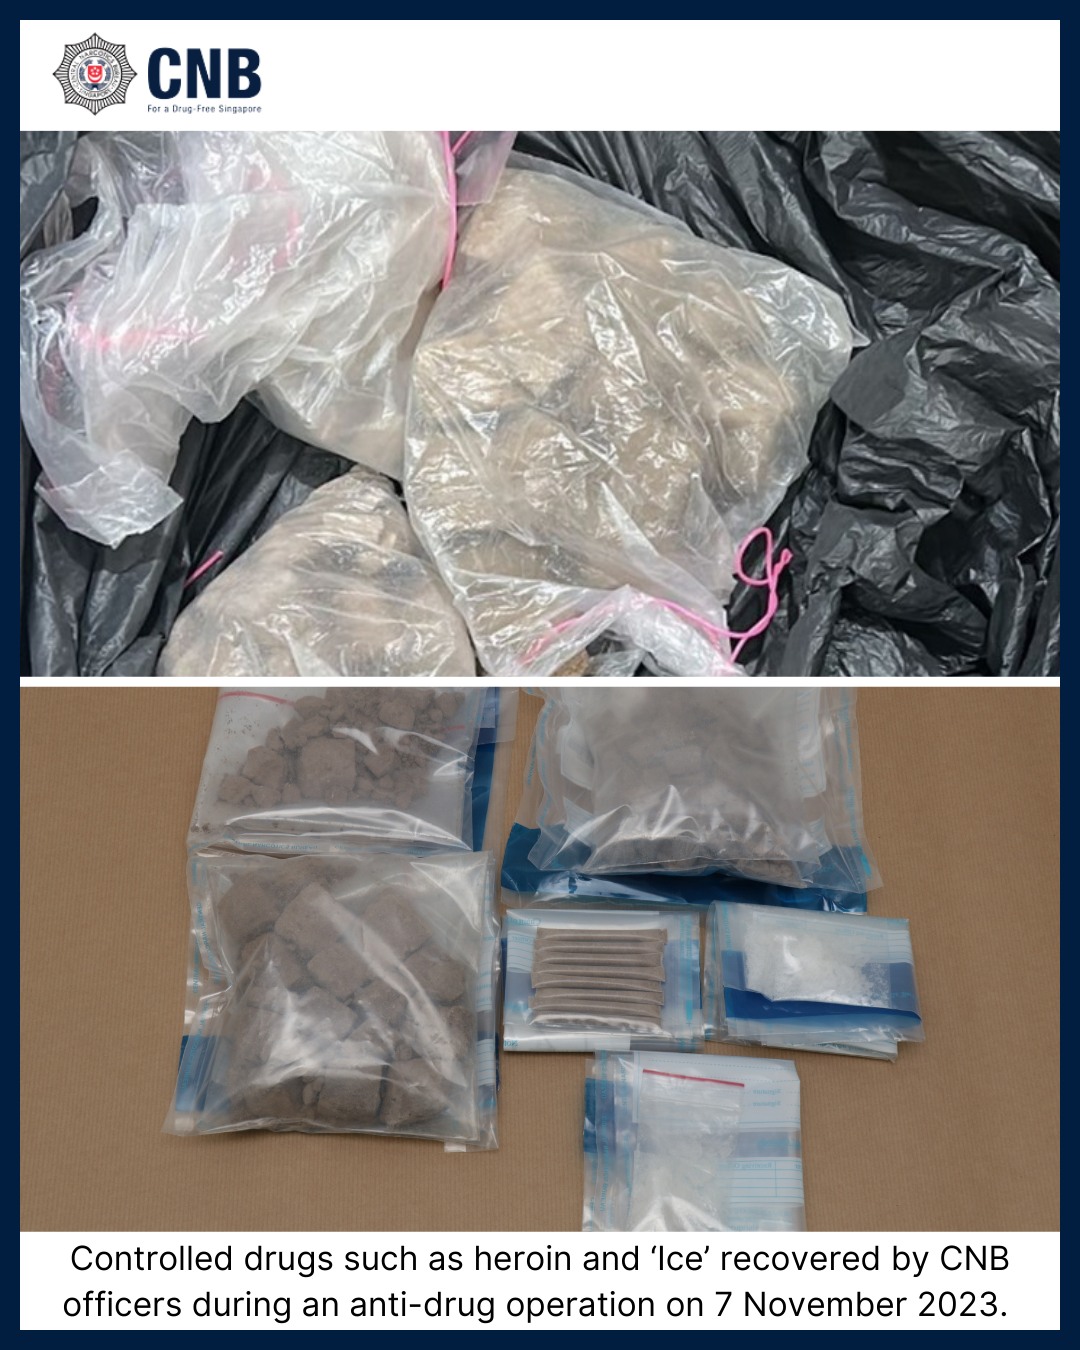 CNB
For a Drug-Free Singapore
Controlled drugs such as heroin and ‘Ice’ recovered by CNB
officers during an anti-drug operation on 7 November 2023.